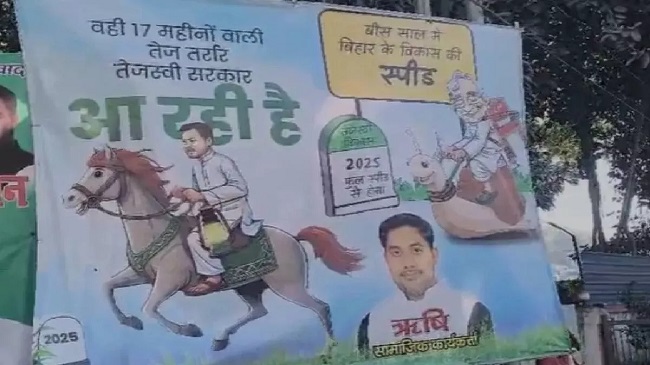 वही 17 महीनों वाली
तेज तर्रार
तेजस्वी सरकार
आ रही है
बीस साल में
बिहार के विकास की
स्पीड
2025
फुल स्पीड
से होगा
2025
ऋषि
सामाजिक कार्यकर्ता